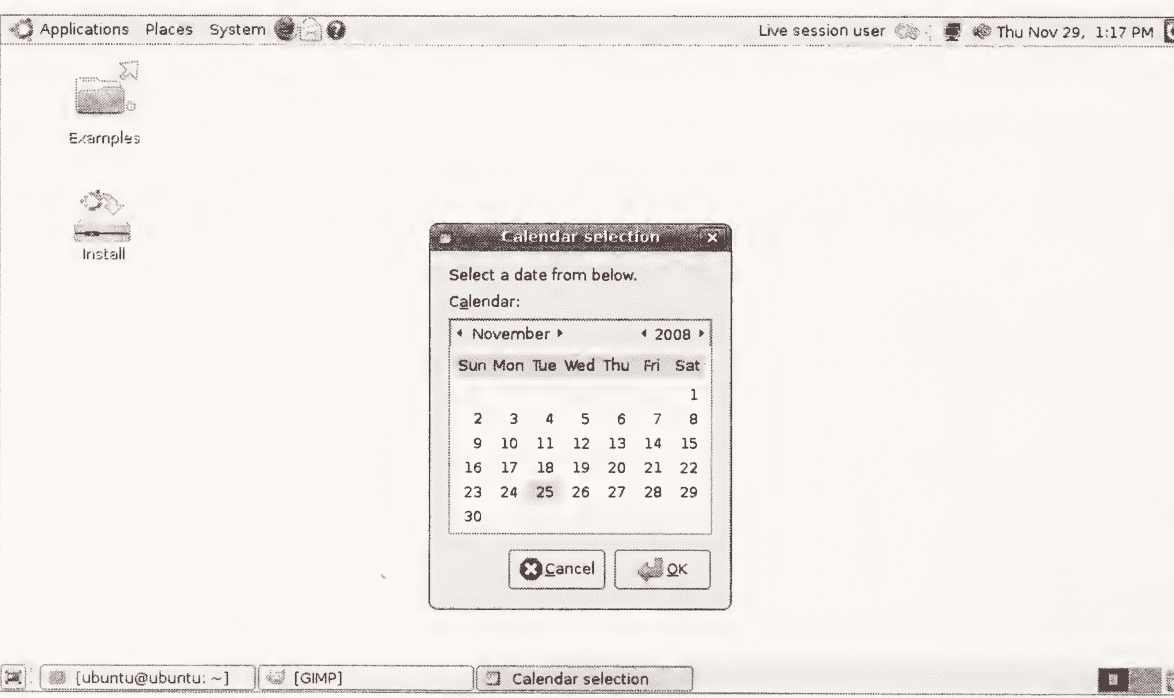 Applications Places System Live session user Thu Nov 29, 1:17 PM
Examples
Install
Calendar selection
Select a date from below.
Calendar:
November 2008
Sun Mon Tue Wed Thu Fri Sat
1
2 3 4 5 6 7 8
9 10 11 12 13 14 15
16 17 18 19 20 21 22
23 24 25 26 27 28 29
30
Cancel OK
[ubuntu@ubuntu: ~] [GIMP] Calendar selection